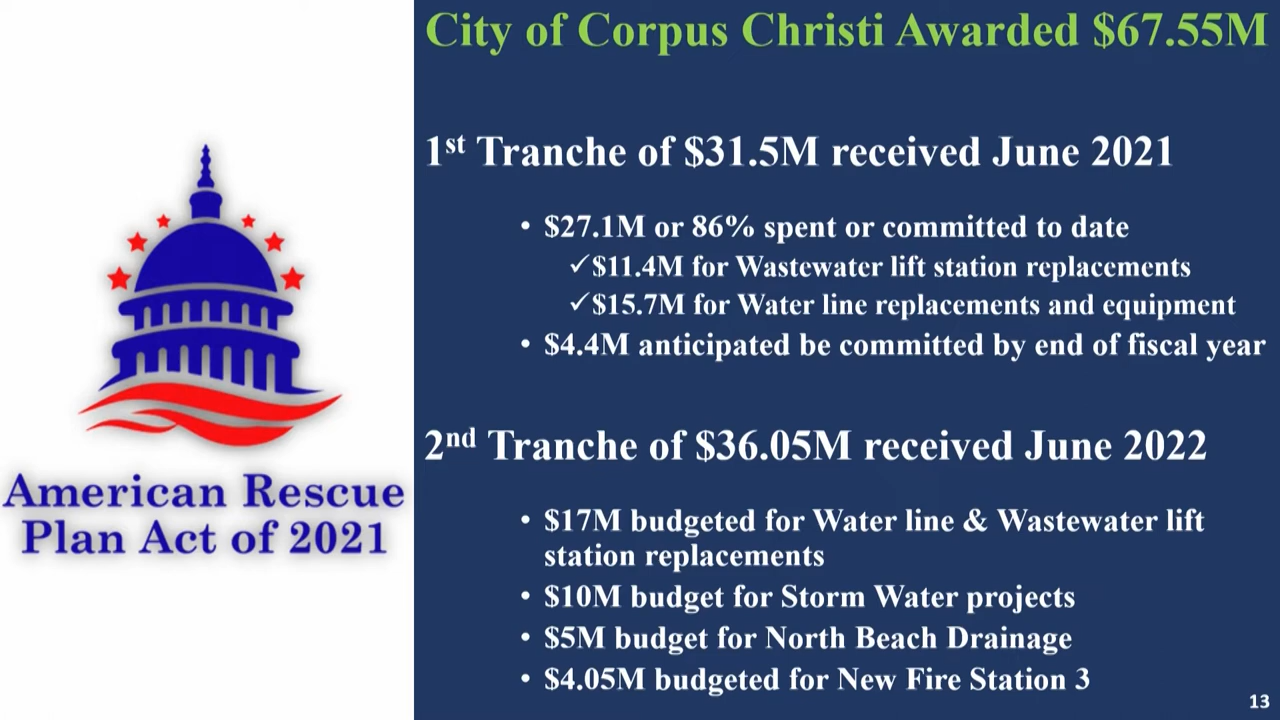 City of Corpus Christi Awarded $67.55M
1st Tranche of $31.5M received June 2021
• $27.1M or 86% spent or committed to date
✓$11.4M for Wastewater lift station replacements
✓$15.7M for Water line replacements and equipment
• $4.4M anticipated be committed by end of fiscal year
2nd Tranche of $36.05M received June 2022
• $17M budgeted for Water line & Wastewater lift
station replacements
• $10M budget for Storm Water projects
• $5M budget for North Beach Drainage
• $4.05M budgeted for New Fire Station 3
American Rescue
Plan Act of 2021
13